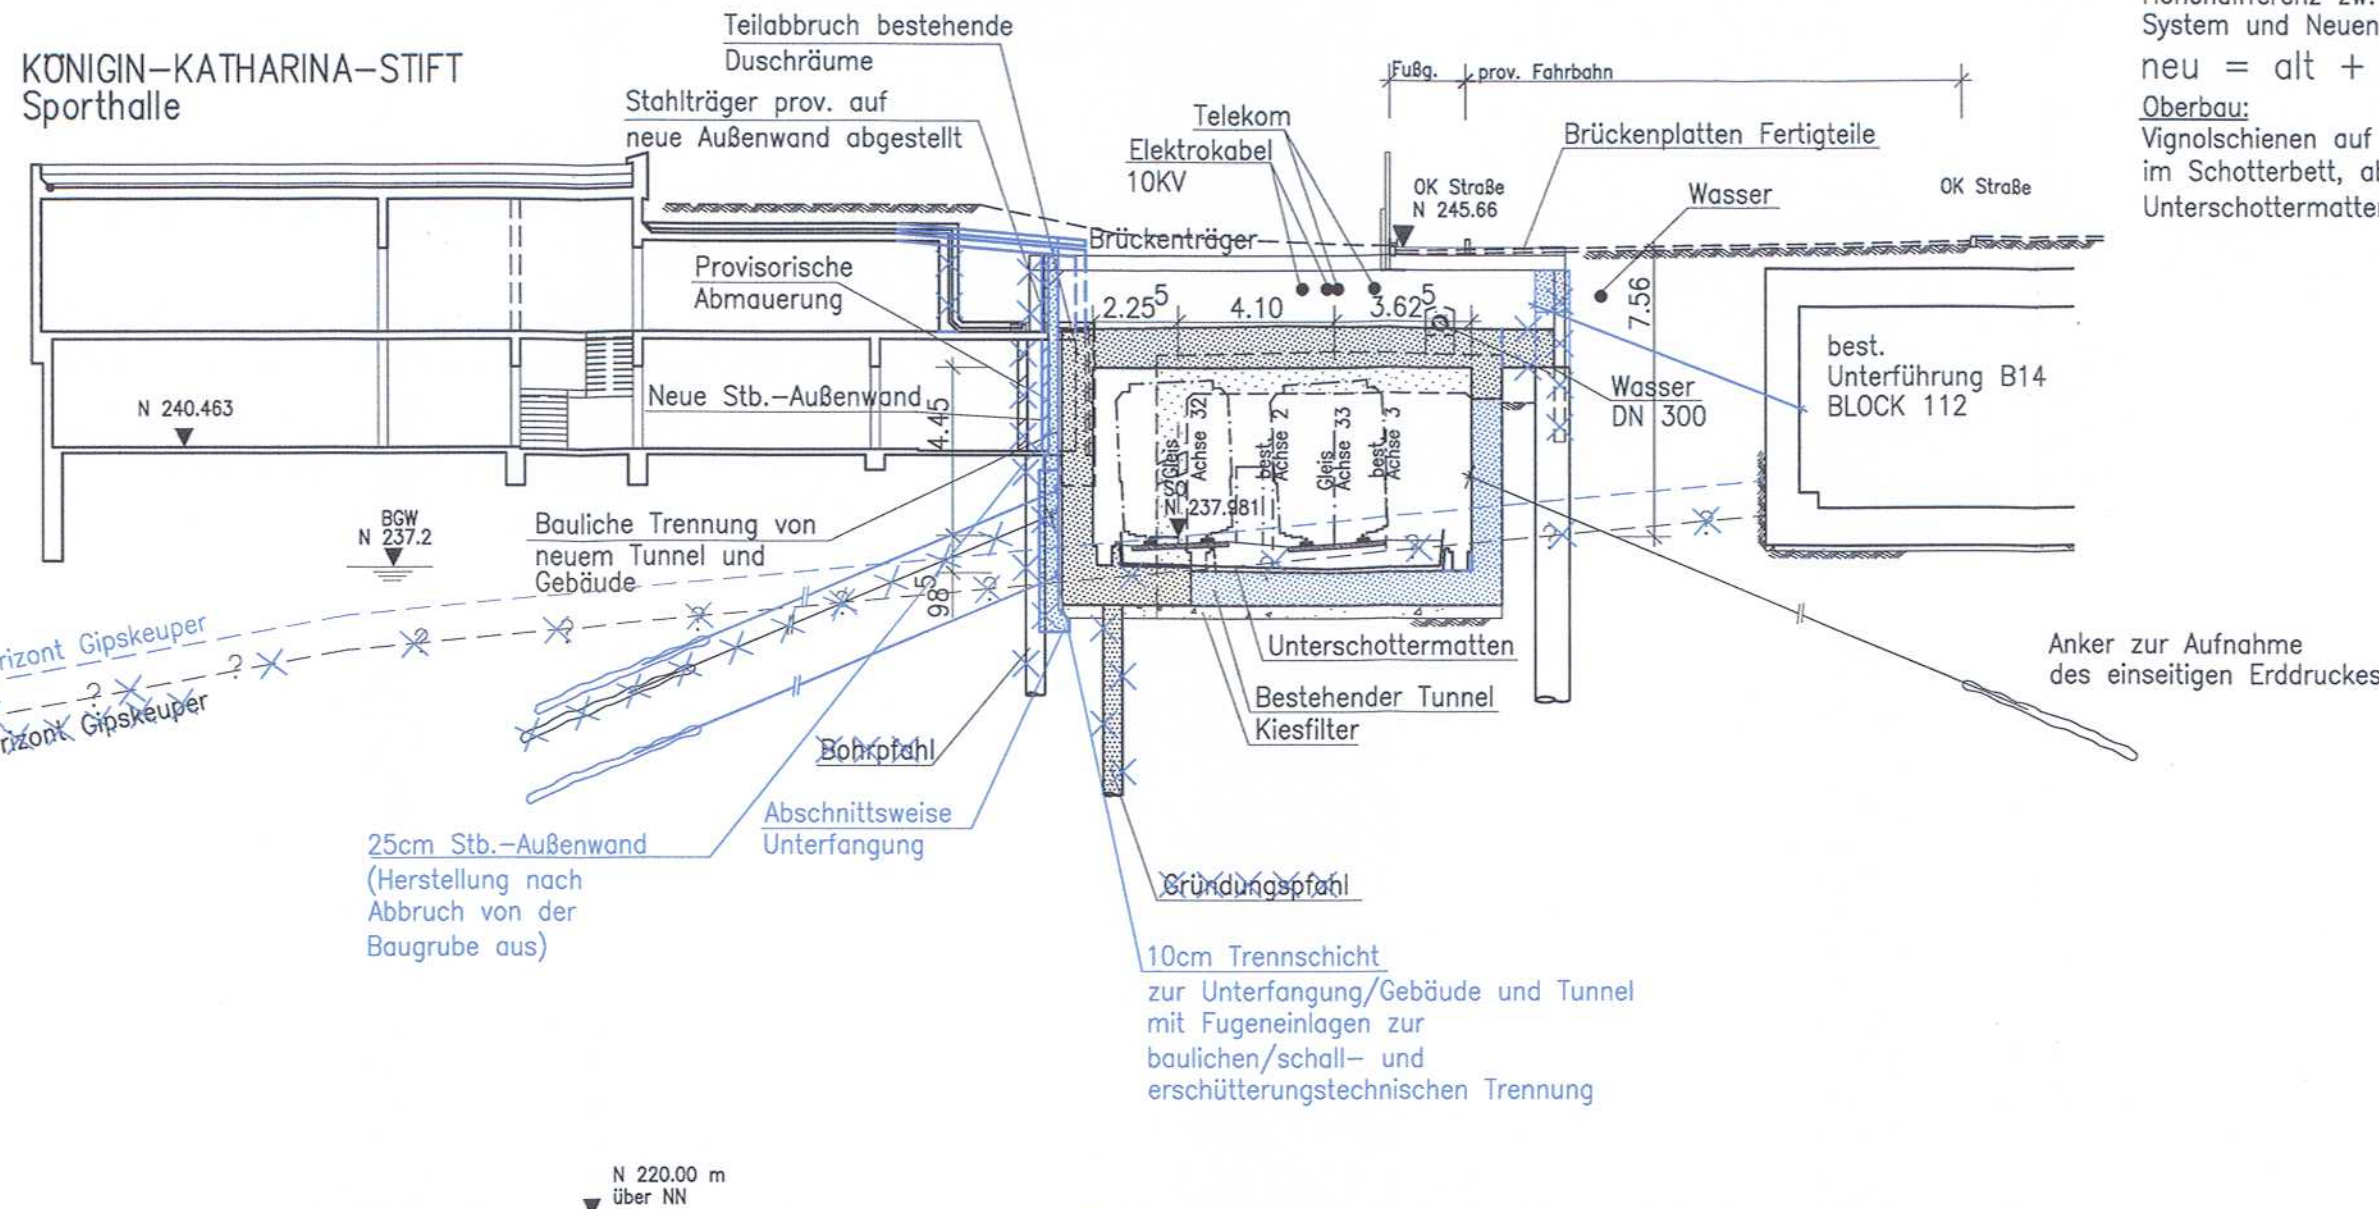 KÖNIGIN-KATHARINA-STIFT
Sporthalle
Teilabbruch bestehende
Duschräume
Stahlträger prov. auf
neue Außenwand abgestellt
Telekom
Elektrokabel
10KV
Fußg.
prov. Fahrbahn
Brückenplatten Fertigteile
OK Straße
N 245.66
Wasser
OK Straße
System und Neuen
neu = alt +
Oberbau:
Vignolschienen auf
im Schotterbett,
Unterschottermatten
Brückenträger
Provisorische
Abmauerung
2.25⁵
4.10
3.62⁵
7.56
Neue Stb.-Außenwand
4.45
N 240.463
Wasser
DN 300
best.
Unterführung B14
BLOCK 112
Gleis
Achse 32
best.
Achse 2
Gleis
Achse 33
best.
Achse 3
SO
N 237.981
BGW
N 237.2
Bauliche Trennung von
neuem Tunnel und
Gebäude
98⁵
Gipskeuper
? ? ? ? ? ? ? ? ? ?
Gipskeuper
Unterschottermatten
Bestehender Tunnel
Kiesfilter
Anker zur Aufnahme
des einseitigen Erddruckes
Bohrpfahl
Abschnittsweise
Unterfangung
25cm Stb.-Außenwand
(Herstellung nach
Abbruch von der
Baugrube aus)
Gründungspfahl
10cm Trennschicht
zur Unterfangung/Gebäude und Tunnel
mit Fugeneinlagen zur
baulichen/schall- und
erschütterungstechnischen Trennung
N 220.00 m
über NN